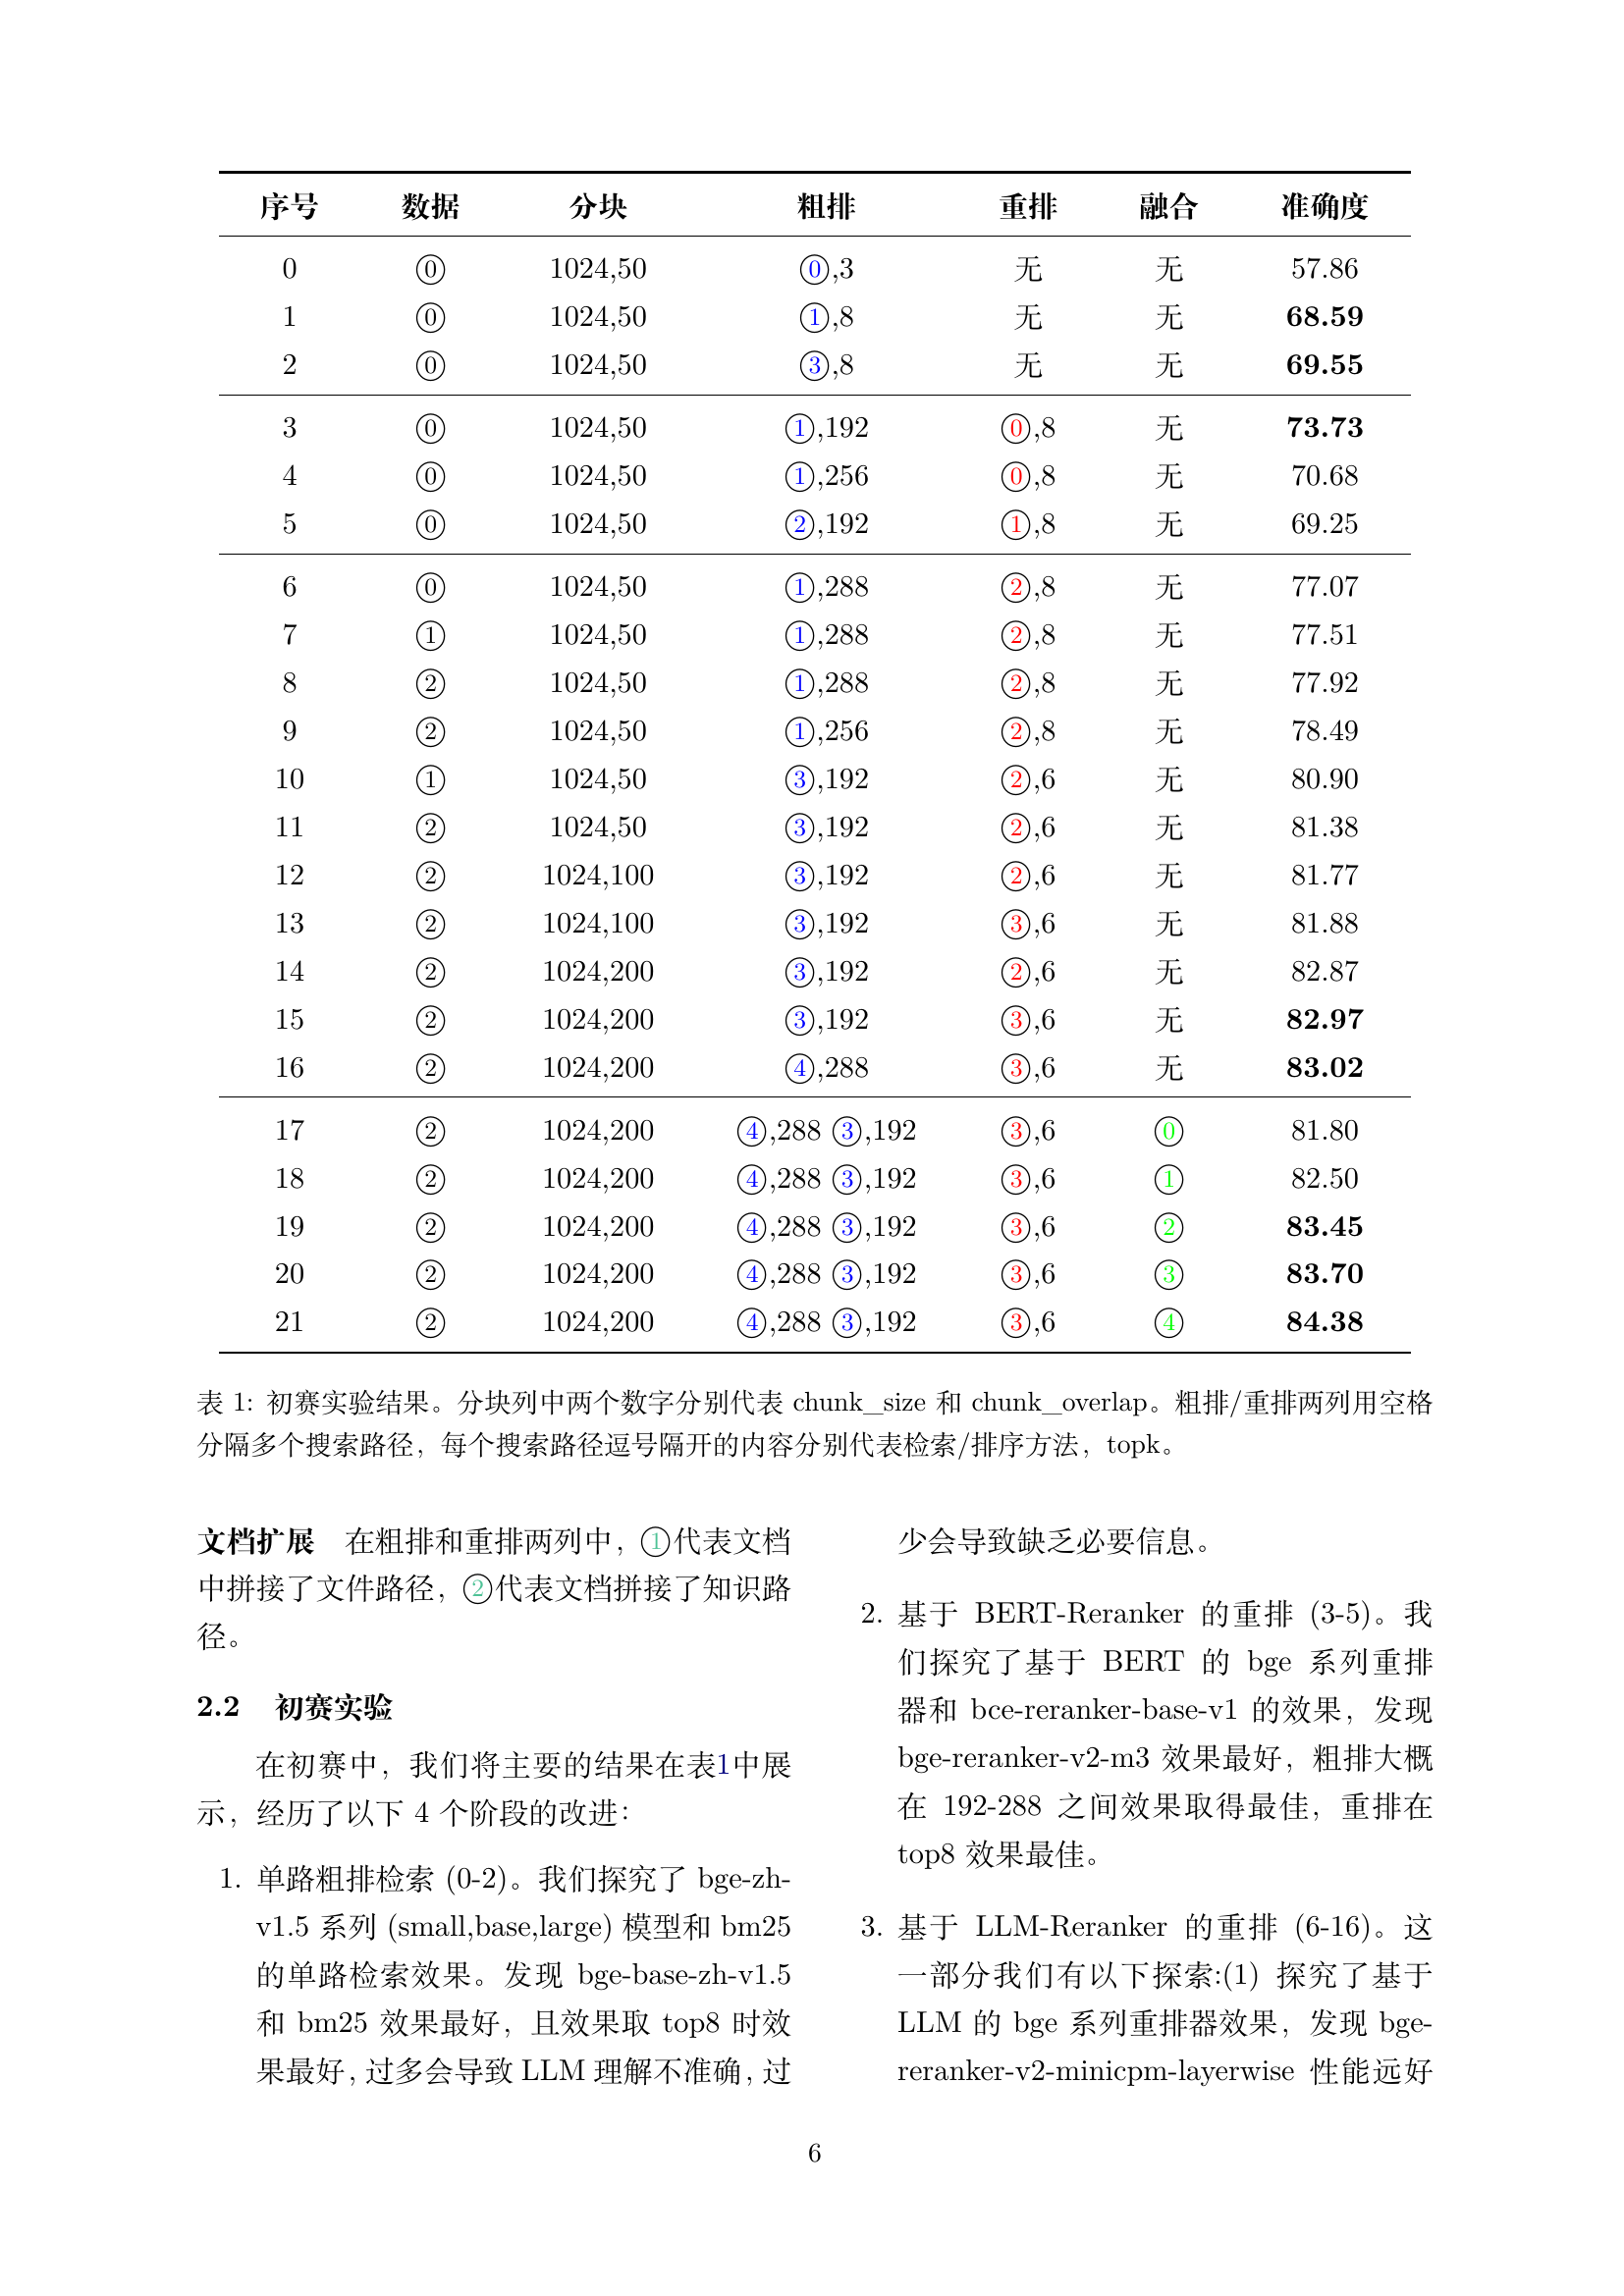 序号 数据 分块 粗排 重排 融合 准确度
0 ⓪ 1024,50 ⓪,3 无 无 57.86
1 ⓪ 1024,50 ①,8 无 无 68.59
2 ⓪ 1024,50 ③,8 无 无 69.55
3 ⓪ 1024,50 ①,192 ⓪,8 无 73.73
4 ⓪ 1024,50 ①,256 ⓪,8 无 70.68
5 ⓪ 1024,50 ②,192 ①,8 无 69.25
6 ⓪ 1024,50 ①,288 ②,8 无 77.07
7 ① 1024,50 ①,288 ②,8 无 77.51
8 ② 1024,50 ①,288 ②,8 无 77.92
9 ② 1024,50 ①,256 ②,8 无 78.49
10 ① 1024,50 ③,192 ②,6 无 80.90
11 ② 1024,50 ③,192 ②,6 无 81.38
12 ② 1024,100 ③,192 ②,6 无 81.77
13 ② 1024,100 ③,192 ③,6 无 81.88
14 ② 1024,200 ③,192 ②,6 无 82.87
15 ② 1024,200 ③,192 ③,6 无 82.97
16 ② 1024,200 ④,288 ③,6 无 83.02
17 ② 1024,200 ④,288 ③,192 ③,6 ⓪ 81.80
18 ② 1024,200 ④,288 ③,192 ③,6 ① 82.50
19 ② 1024,200 ④,288 ③,192 ③,6 ② 83.45
20 ② 1024,200 ④,288 ③,192 ③,6 ③ 83.70
21 ② 1024,200 ④,288 ③,192 ③,6 ④ 84.38
表 1: 初赛实验结果。分块列中两个数字分别代表 chunk_size 和 chunk_overlap。粗排/重排两列用空格
分隔多个搜索路径，每个搜索路径逗号隔开的内容分别代表检索/排序方法，topk。
文档扩展 在粗排和重排两列中，①代表文档
中拼接了文件路径，②代表文档拼接了知识路
径。
2.2 初赛实验
在初赛中，我们将主要的结果在表1中展
示，经历了以下 4 个阶段的改进：
1. 单路粗排检索 (0-2)。我们探究了 bge-zh-
v1.5 系列 (small,base,large) 模型和 bm25
的单路检索效果。发现 bge-base-zh-v1.5
和 bm25 效果最好，且效果取 top8 时效
果最好，过多会导致 LLM 理解不准确，过
少会导致缺乏必要信息。
2. 基于 BERT-Reranker 的重排 (3-5)。我
们探究了基于 BERT 的 bge 系列重排
器和 bce-reranker-base-v1 的效果，发现
bge-reranker-v2-m3 效果最好，粗排大概
在 192-288 之间效果取得最佳，重排在
top8 效果最佳。
3. 基于 LLM-Reranker 的重排 (6-16)。这
一部分我们有以下探索:(1) 探究了基于
LLM 的 bge 系列重排器效果，发现 bge-
reranker-v2-minicpm-layerwise 性能远好
6